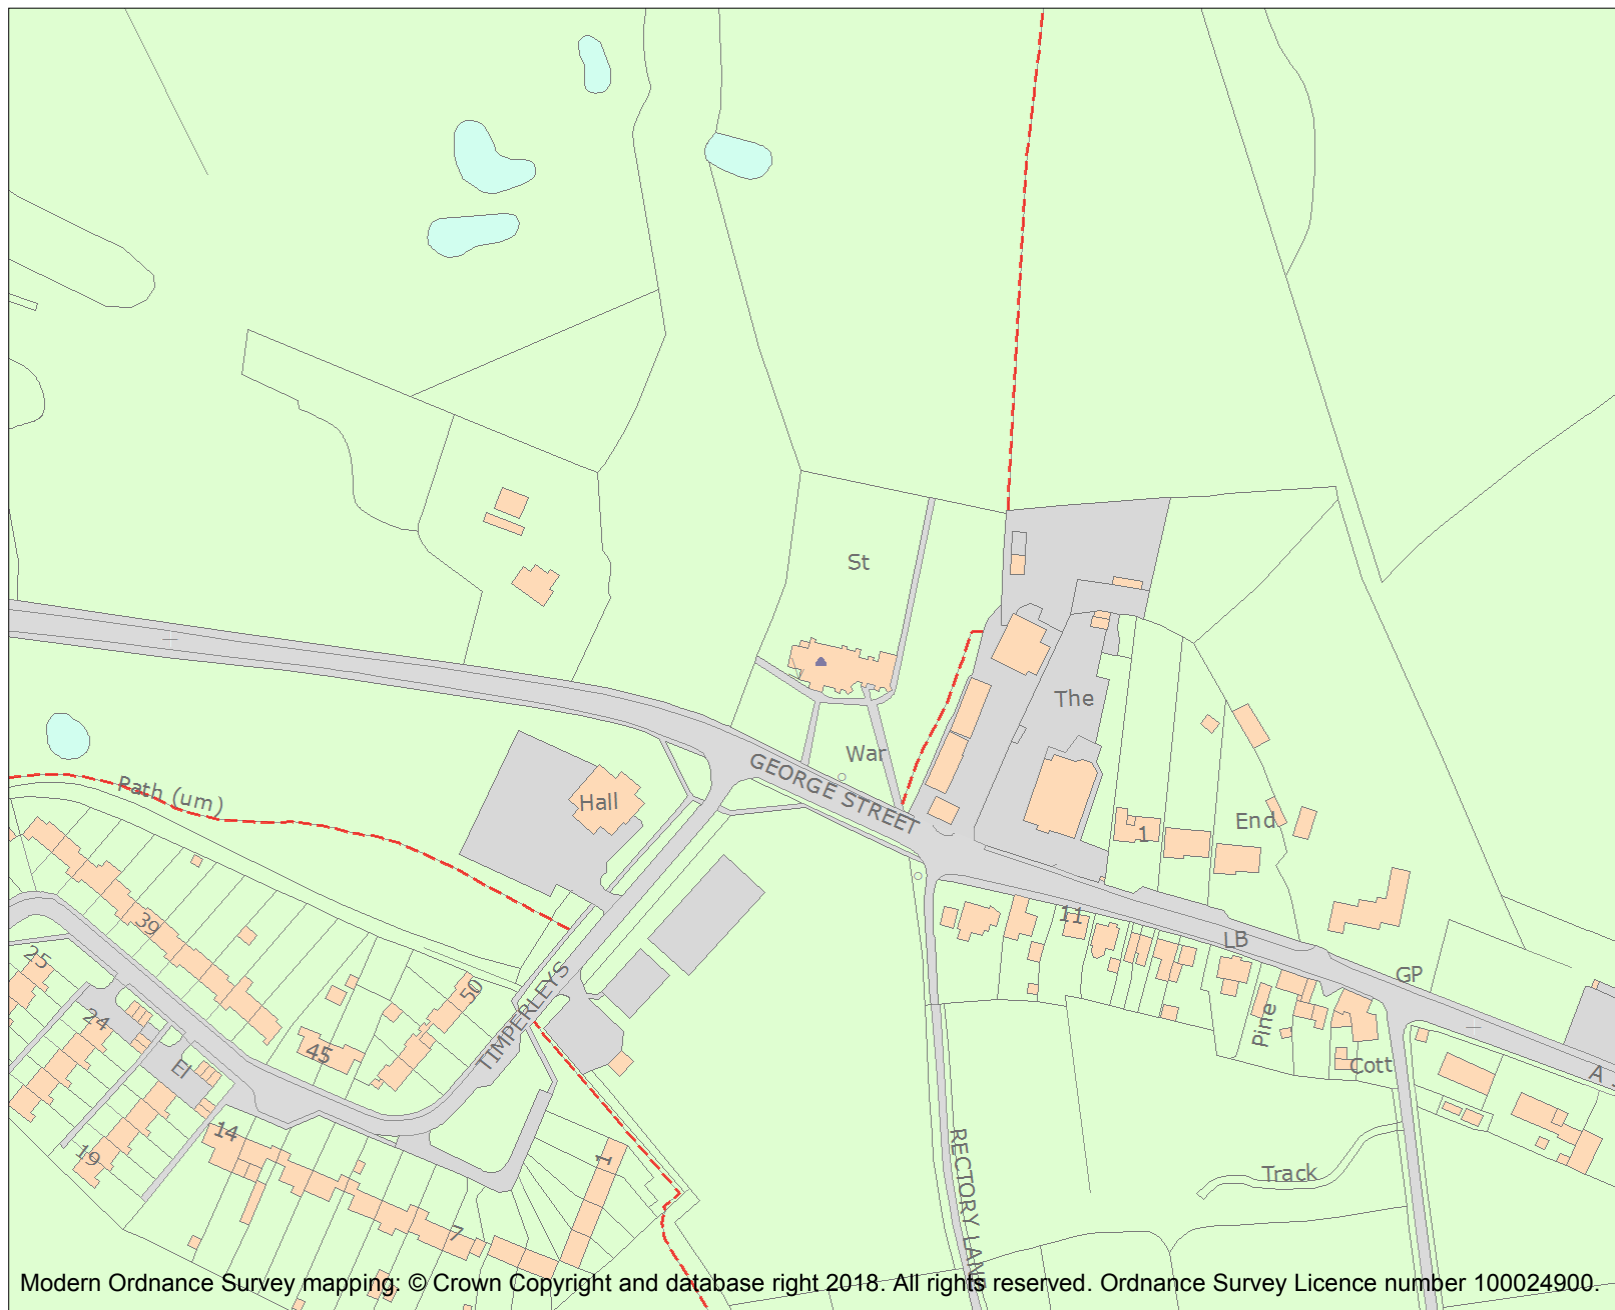 St
The
War
GEORGE STREET
Path (um)
Hall
End
1
39
11
LB
25
50
GP
24
TIMPERLEYS
Pine
45
El
Cott
A
14
19
1
Track
RECTORY LANE
7
Modern Ordnance Survey mapping: © Crown Copyright and database right 2018. All rights reserved. Ordnance Survey Licence number 100024900.